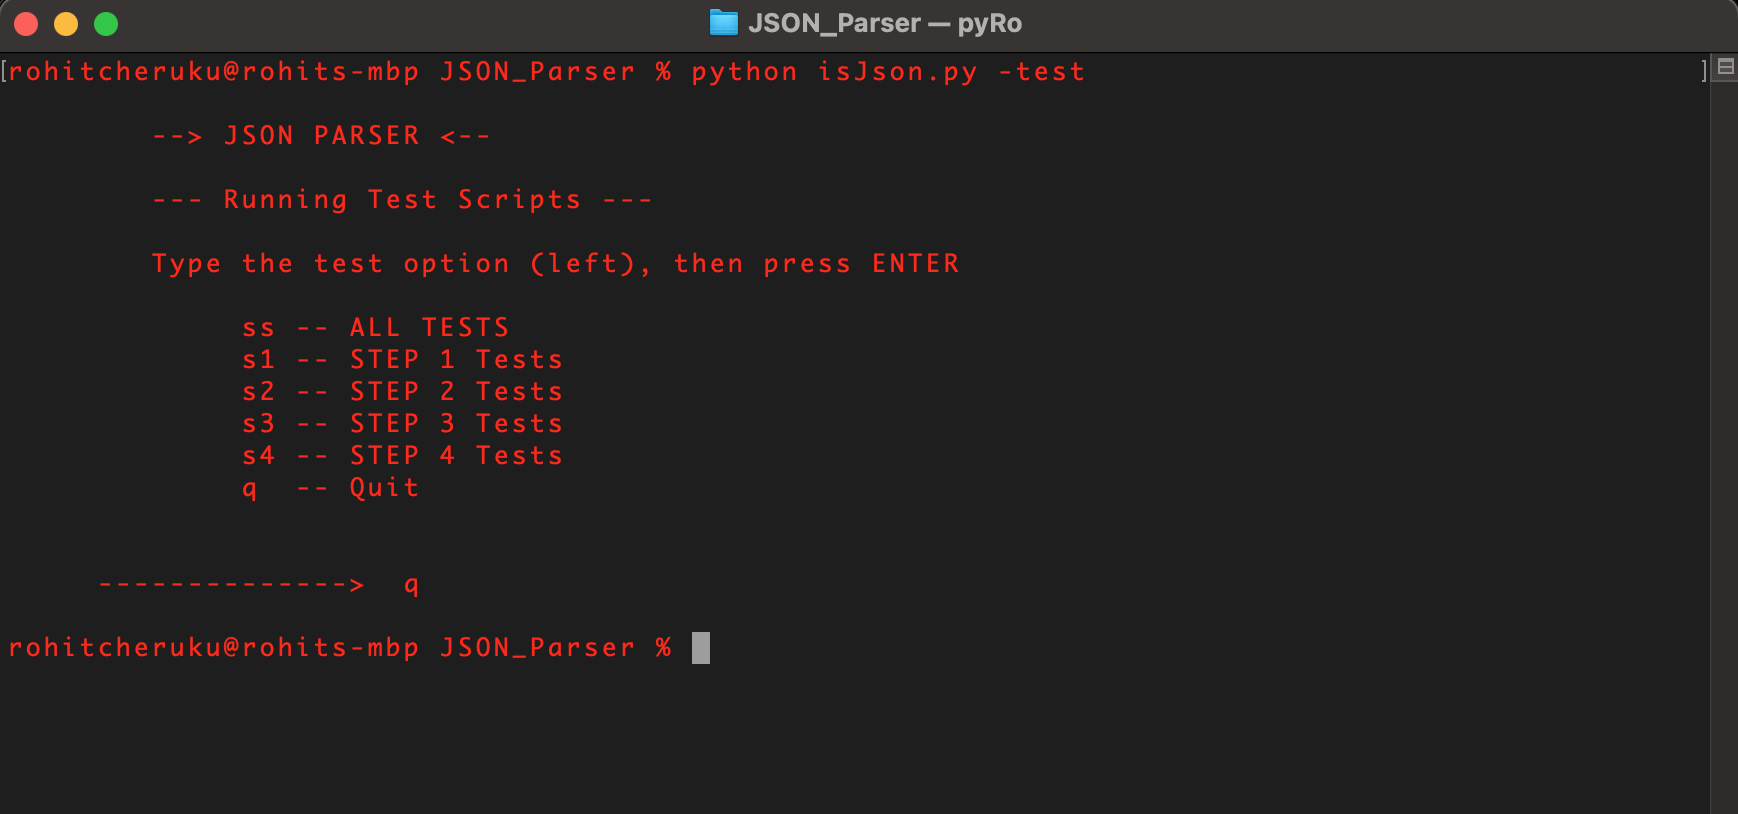 JSON_Parser — pyRo
[rohitcheruku@rohits-mbp JSON_Parser % python isJson.py -test ]
--> JSON PARSER <--
--- Running Test Scripts ---
Type the test option (left), then press ENTER
ss -- ALL TESTS
s1 -- STEP 1 Tests
s2 -- STEP 2 Tests
s3 -- STEP 3 Tests
s4 -- STEP 4 Tests
q  -- Quit
--------------> q
rohitcheruku@rohits-mbp JSON_Parser %